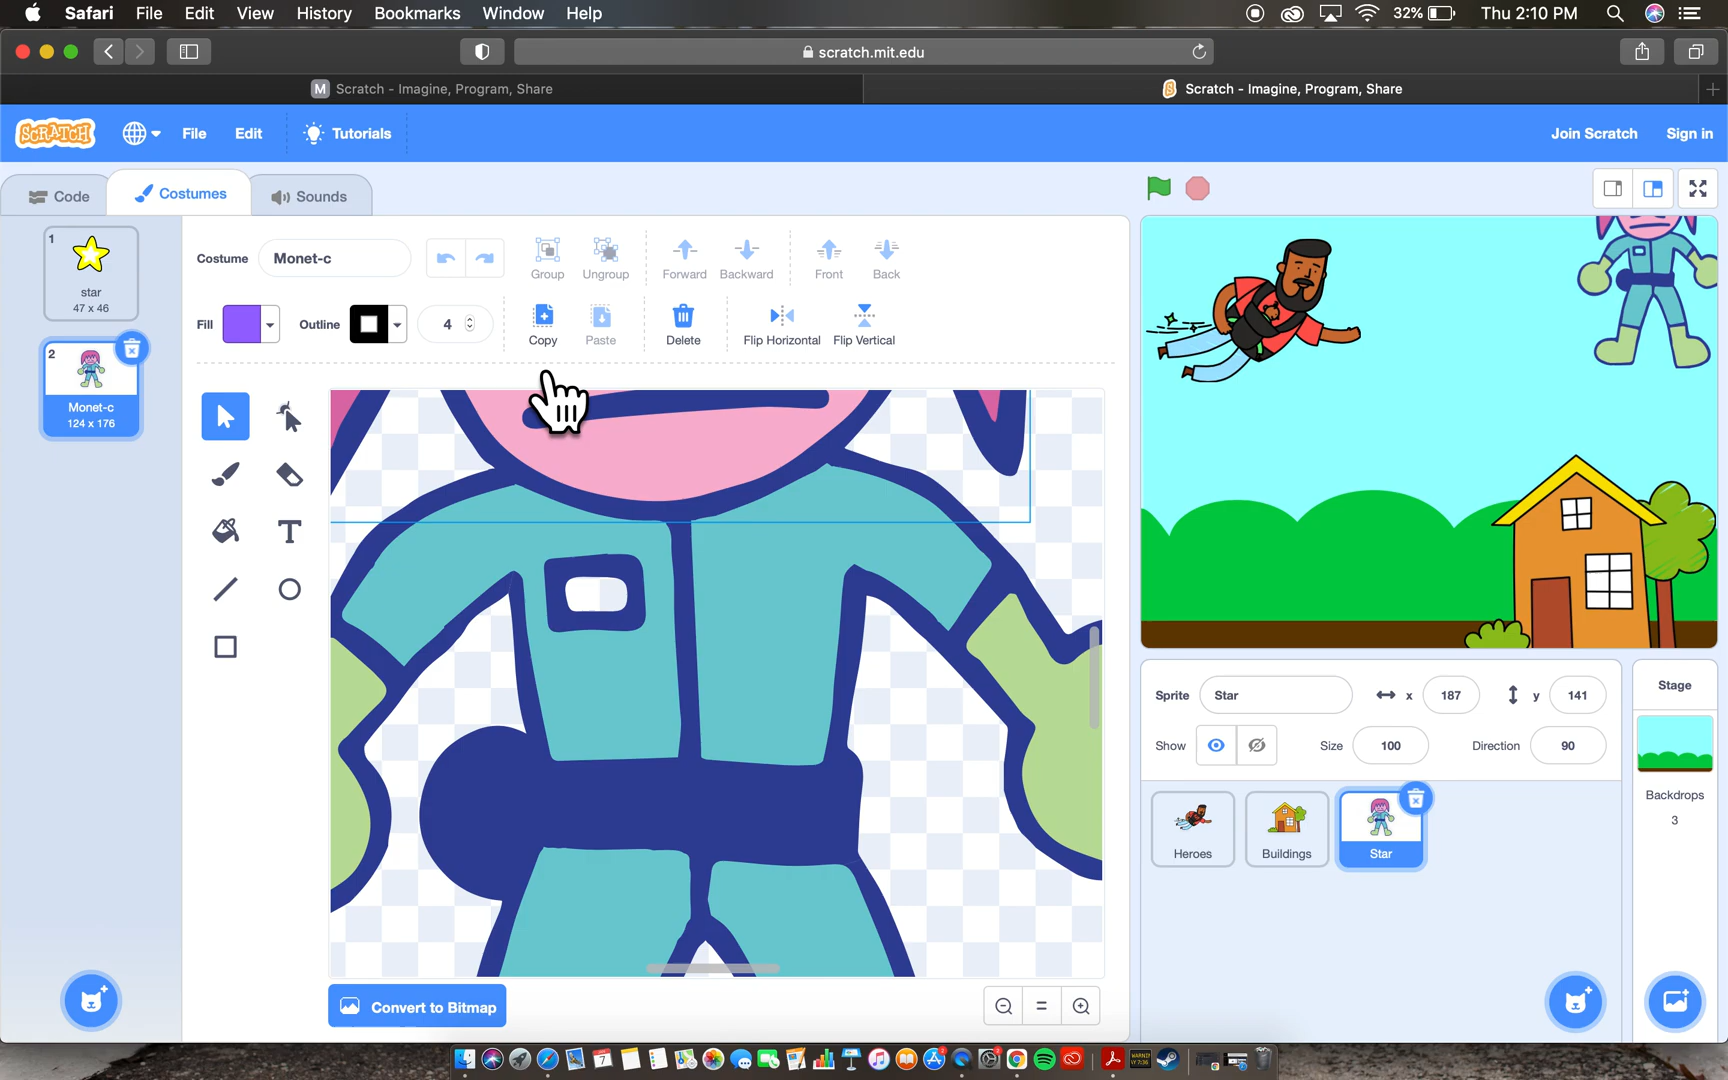 Safari File Edit View History Bookmarks Window Help 32% Thu 2:10 PM
scratch.mit.edu
M Scratch - Imagine, Program, Share
Scratch - Imagine, Program, Share
SCRATCH File Edit Tutorials Join Scratch Sign in
Code Costumes Sounds
1
star
47 x 46
2
Monet-c
124 x 176
Costume Monet-c Group Ungroup Forward Backward Front Back
Fill Outline 4 Copy Paste Delete Flip Horizontal Flip Vertical
T
Convert to Bitmap
Sprite Star x 187 y 141
Show Size 100 Direction 90
Heroes Buildings Star
Stage
Backdrops
3